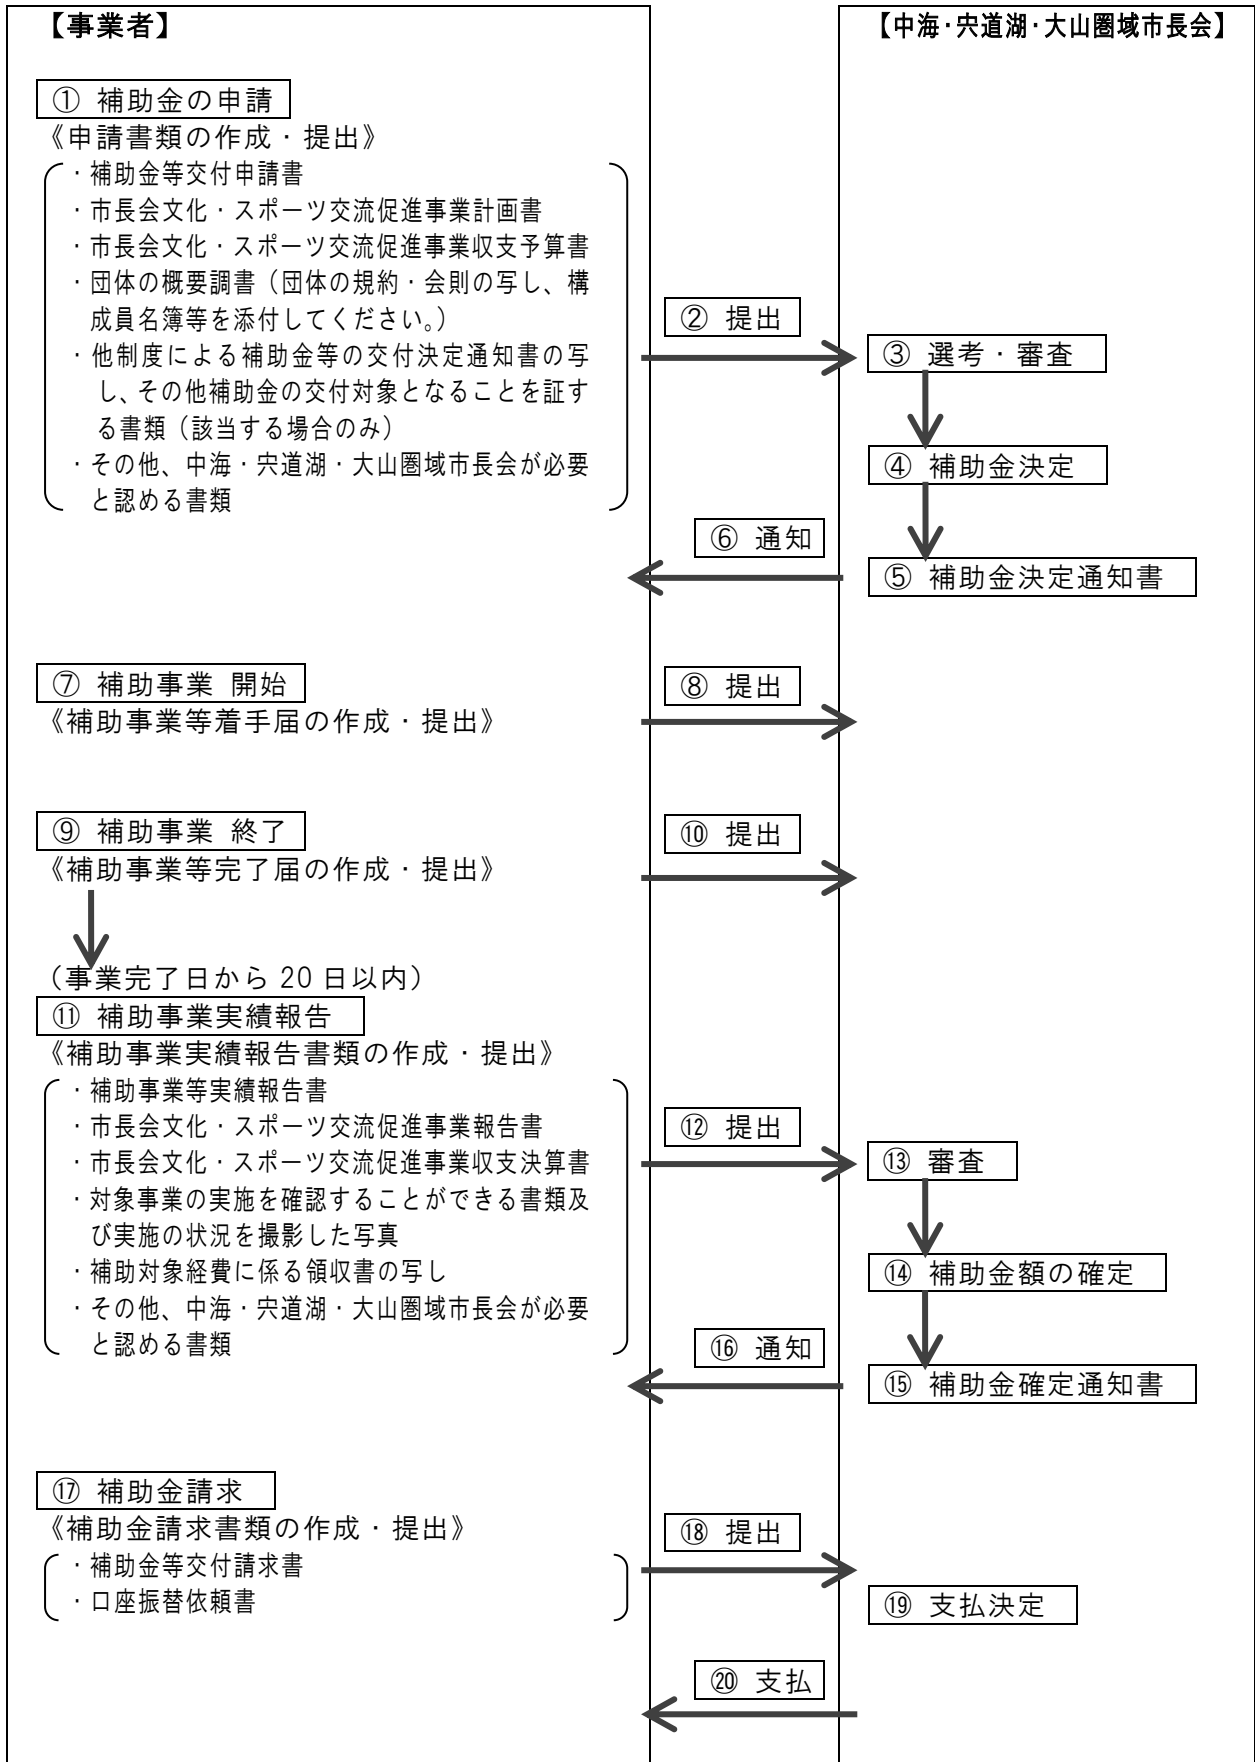 【事業者】
【中海・宍道湖・大山圏域市長会】
① 補助金の申請
《申請書類の作成・提出》
・補助金等交付申請書
・市長会文化・スポーツ交流促進事業計画書
・市長会文化・スポーツ交流促進事業収支予算書
・団体の概要調書（団体の規約・会則の写し、構
成員名簿等を添付してください。）
・他制度による補助金等の交付決定通知書の写
し、その他補助金の交付対象となることを証す
る書類（該当する場合のみ）
・その他、中海・宍道湖・大山圏域市長会が必要
と認める書類
② 提出
③ 選考・審査
④ 補助金決定
⑤ 補助金決定通知書
⑥ 通知
⑦ 補助事業 開始
《補助事業等着手届の作成・提出》
⑧ 提出
⑨ 補助事業 終了
《補助事業等完了届の作成・提出》
⑩ 提出
（事業完了日から 20 日以内）
⑪ 補助事業実績報告
《補助事業実績報告書類の作成・提出》
・補助事業等実績報告書
・市長会文化・スポーツ交流促進事業報告書
・市長会文化・スポーツ交流促進事業収支決算書
・対象事業の実施を確認することができる書類及
び実施の状況を撮影した写真
・補助対象経費に係る領収書の写し
・その他、中海・宍道湖・大山圏域市長会が必要
と認める書類
⑫ 提出
⑬ 審査
⑭ 補助金額の確定
⑮ 補助金確定通知書
⑯ 通知
⑰ 補助金請求
《補助金請求書類の作成・提出》
・補助金等交付請求書
・口座振替依頼書
⑱ 提出
⑲ 支払決定
⑳ 支払